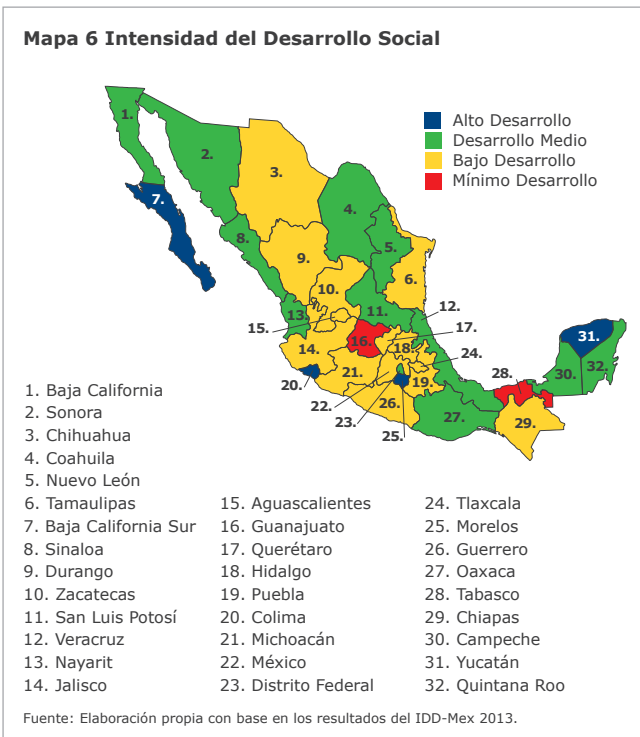 Mapa 6 Intensidad del Desarrollo Social
Alto Desarrollo
Desarrollo Medio
Bajo Desarrollo
Mínimo Desarrollo
1.
2.
3.
4.
5.
6.
7.
8.
9.
10.
11.
12.
13.
14.
15.
16.
17.
18.
19.
20.
21.
22.
23.
24.
25.
26.
27.
28.
29.
30.
31.
32.
1. Baja California
2. Sonora
3. Chihuahua
4. Coahuila
5. Nuevo León
6. Tamaulipas
7. Baja California Sur
8. Sinaloa
9. Durango
10. Zacatecas
11. San Luis Potosí
12. Veracruz
13. Nayarit
14. Jalisco
15. Aguascalientes
16. Guanajuato
17. Querétaro
18. Hidalgo
19. Puebla
20. Colima
21. Michoacán
22. México
23. Distrito Federal
24. Tlaxcala
25. Morelos
26. Guerrero
27. Oaxaca
28. Tabasco
29. Chiapas
30. Campeche
31. Yucatán
32. Quintana Roo
Fuente: Elaboración propia con base en los resultados del IDD-Mex 2013.